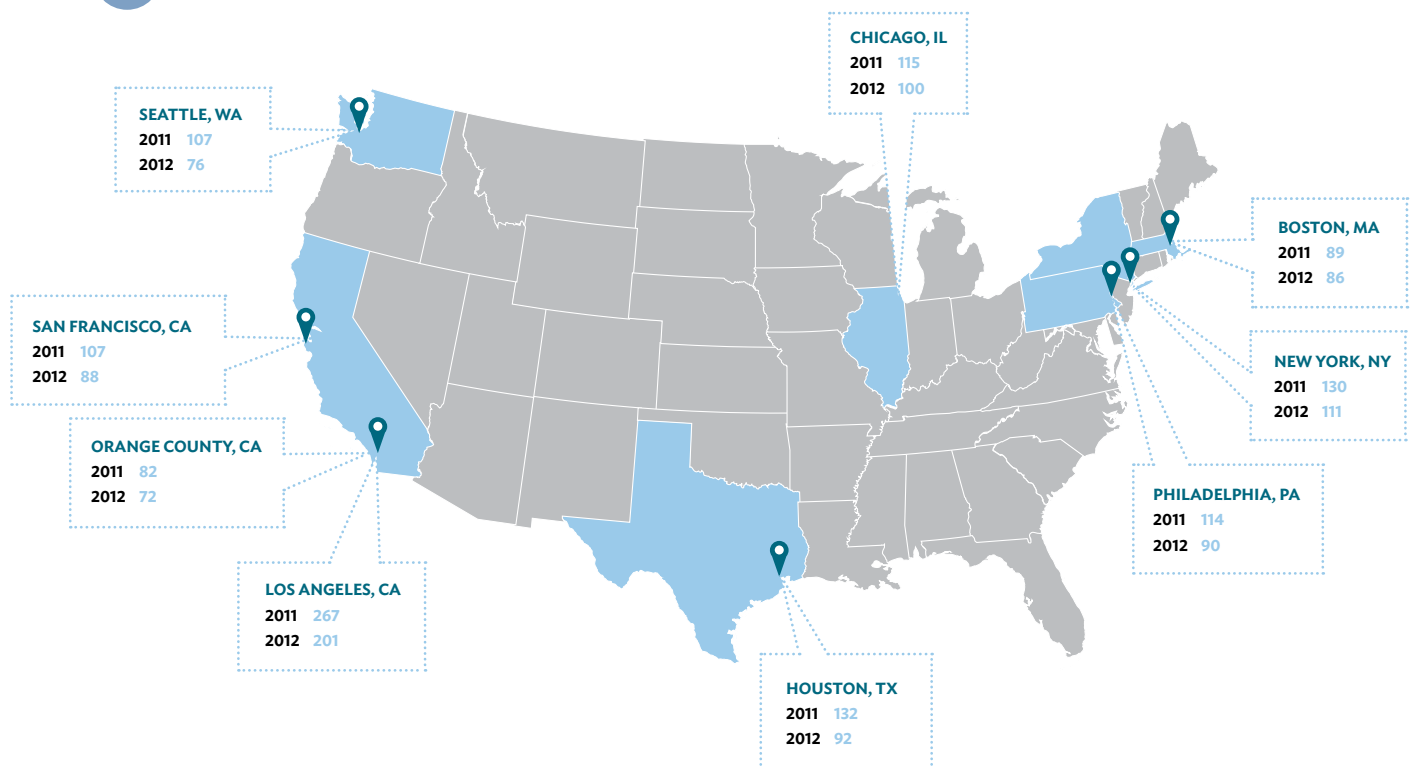 CHICAGO, IL
2011 115
2012 100
SEATTLE, WA
2011 107
2012 76
BOSTON, MA
2011 89
2012 86
SAN FRANCISCO, CA
2011 107
2012 88
NEW YORK, NY
2011 130
2012 111
ORANGE COUNTY, CA
2011 82
2012 72
PHILADELPHIA, PA
2011 114
2012 90
LOS ANGELES, CA
2011 267
2012 201
HOUSTON, TX
2011 132
2012 92